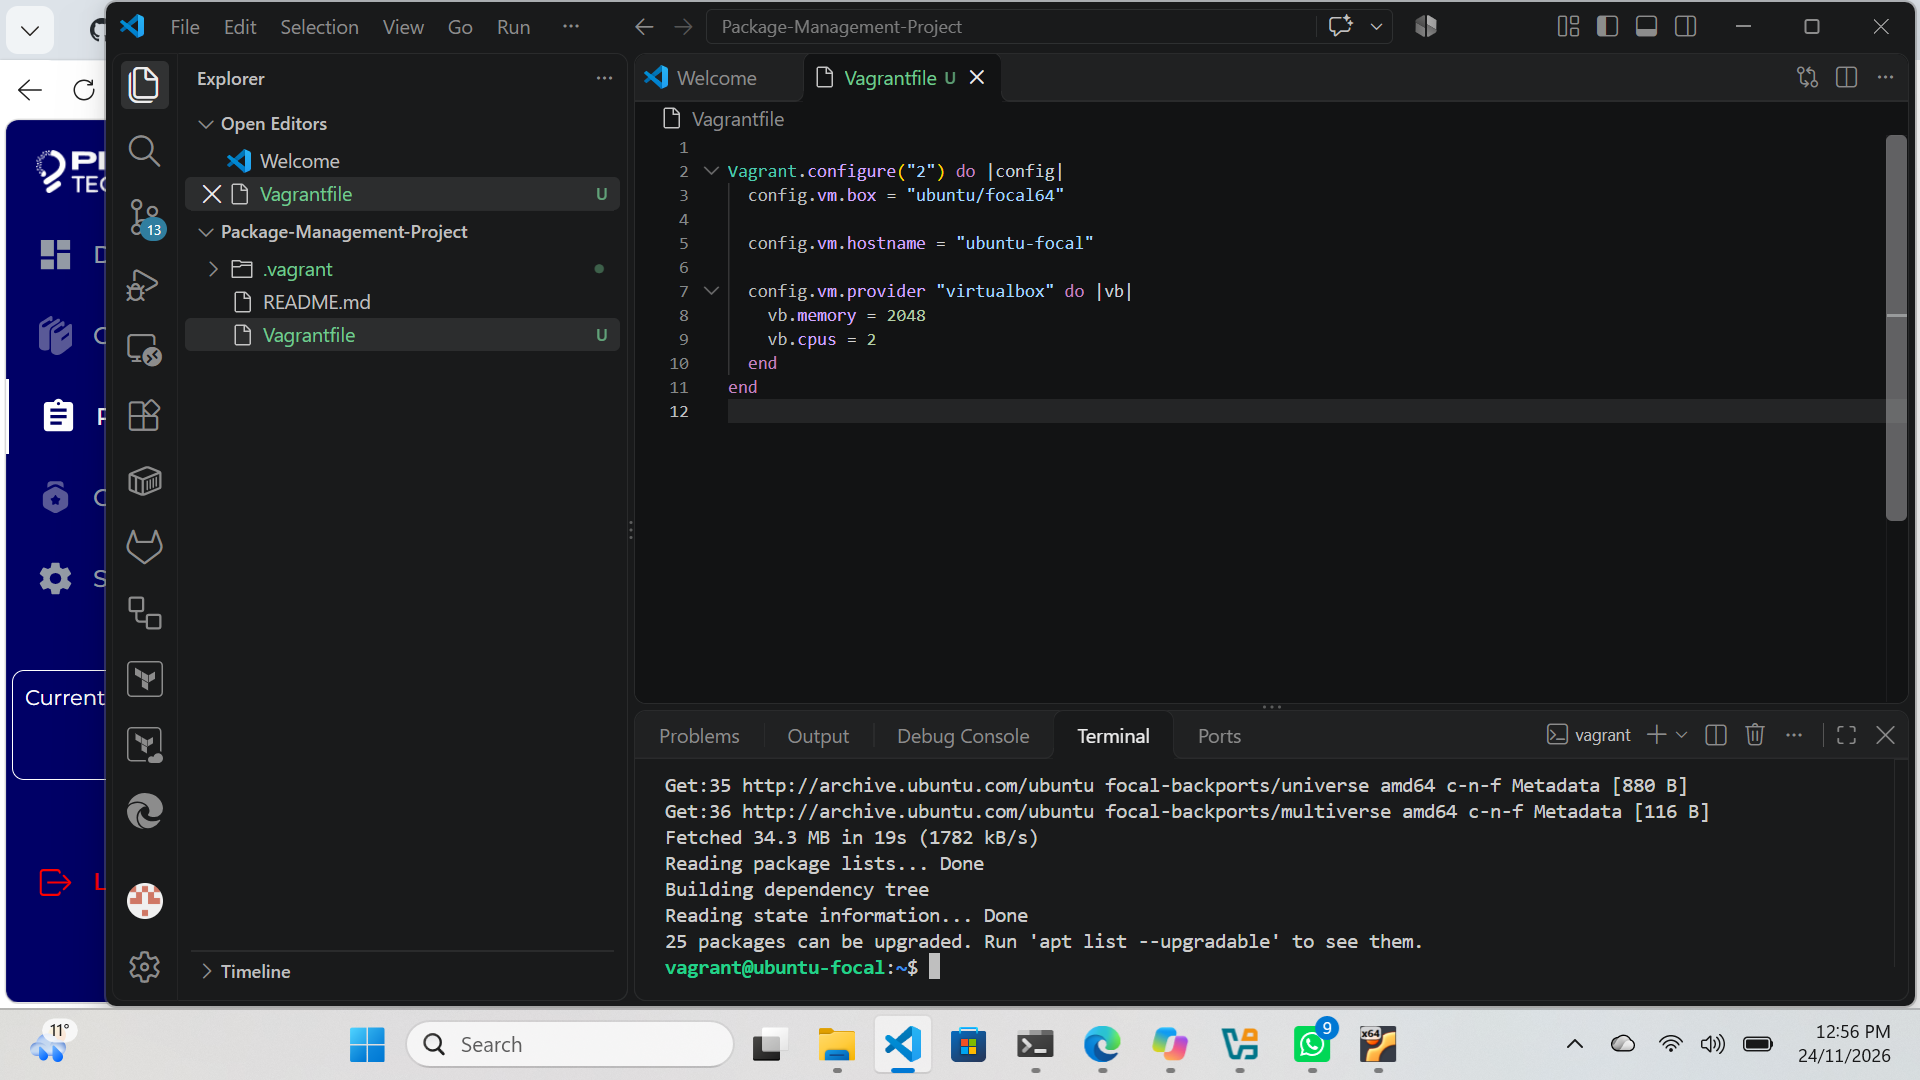 File Edit Selection View Go Run ···
Package-Management-Project
Explorer
Open Editors
Welcome
Vagrantfile U
Package-Management-Project
.vagrant
README.md
Vagrantfile U
Timeline
13
Welcome
Vagrantfile U
Vagrantfile
1
2 Vagrant.configure("2") do |config|
3 config.vm.box = "ubuntu/focal64"
4
5 config.vm.hostname = "ubuntu-focal"
6
7 config.vm.provider "virtualbox" do |vb|
8 vb.memory = 2048
9 vb.cpus = 2
10 end
11 end
12
Problems Output Debug Console Terminal Ports
vagrant
Get:35 http://archive.ubuntu.com/ubuntu focal-backports/universe amd64 c-n-f Metadata [880 B]
Get:36 http://archive.ubuntu.com/ubuntu focal-backports/multiverse amd64 c-n-f Metadata [116 B]
Fetched 34.3 MB in 19s (1782 kB/s)
Reading package lists... Done
Building dependency tree
Reading state information... Done
25 packages can be upgraded. Run 'apt list --upgradable' to see them.
vagrant@ubuntu-focal:~$
Current
11°
Search
x64
9
12:56 PM
24/11/2026